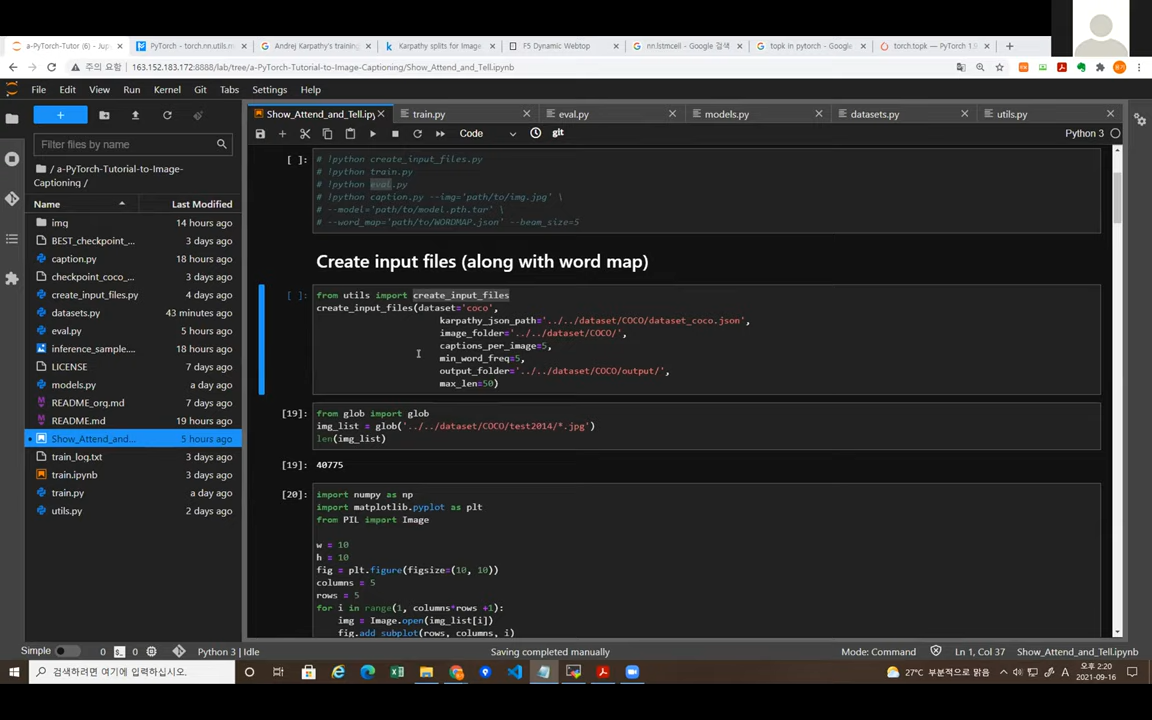 a-PyTorch-Tutor (6) - Jup
PyTorch - torch.nn.utils.rn
Andrej Karpathy's training
Karpathy splits for Image
F5 Dynamic Webtop
nn.lstmcell - Google 검색
topk in pytorch - Google
torch.topk — PyTorch 1.9
주의 요함
163.152.183.172:8888/lab/tree/a-PyTorch-Tutorial-to-Image-Captioning/Show_Attend_and_Tell.ipynb
File Edit View Run Kernel Git Tabs Settings Help
Show_Attend_and_Tell.ipy
train.py
eval.py
models.py
datasets.py
utils.py
Code
git
Python 3
Filter files by name
/ a-PyTorch-Tutorial-to-Image-
Captioning /
Name Last Modified
img 14 hours ago
BEST_checkpoint_... 3 days ago
caption.py 18 hours ago
checkpoint_coco_... 3 days ago
create_input_files.py 4 days ago
datasets.py 43 minutes ago
eval.py 5 hours ago
inference_sample.... 18 hours ago
LICENSE 7 days ago
models.py a day ago
README_org.md 7 days ago
README.md 19 hours ago
Show_Attend_and... 5 hours ago
train_log.txt 3 days ago
train.ipynb 3 days ago
train.py a day ago
utils.py 2 days ago
[ ]: # !python create_input_files.py
# !python train.py
# !python eval.py
# !python caption.py --img='path/to/img.jpg' \
# --model='path/to/model.pth.tar' \
# --word_map='path/to/WORDMAP.json' --beam_size=5
Create input files (along with word map)
[ ]: from utils import create_input_files
create_input_files(dataset='coco',
karpathy_json_path='../../dataset/COCO/dataset_coco.json',
image_folder='../../dataset/COCO/',
captions_per_image=5,
min_word_freq=5,
output_folder='../../dataset/COCO/output/',
max_len=50)
[19]: from glob import glob
img_list = glob('../../dataset/COCO/test2014/*.jpg')
len(img_list)
[19]: 40775
[20]: import numpy as np
import matplotlib.pyplot as plt
from PIL import Image
w = 10
h = 10
fig = plt.figure(figsize=(10, 10))
columns = 5
rows = 5
for i in range(1, columns*rows +1):
img = Image.open(img_list[i])
fig.add_subplot(rows, columns, i)
Simple 0 0 Python 3 | Idle Saving completed manually Mode: Command Ln 1, Col 37 Show_Attend_and_Tell.ipynb
검색하려면 여기에 입력하십시오.
27°C 부분적으로 맑음
A
오후 2:20
2021-09-16